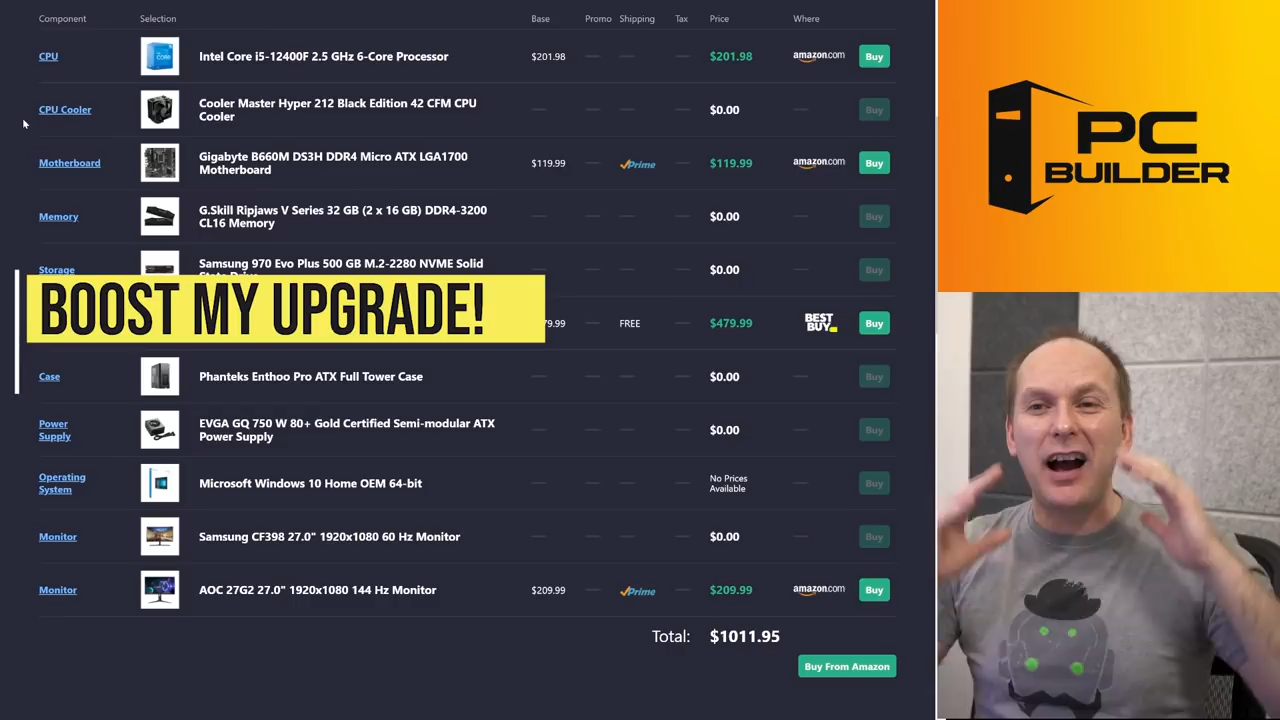 Component Selection Base Promo Shipping Tax Price Where
CPU Intel Core i5-12400F 2.5 GHz 6-Core Processor $201.98 $201.98 amazon.com Buy
CPU Cooler Cooler Master Hyper 212 Black Edition 42 CFM CPU
Cooler $0.00 Buy
Motherboard Gigabyte B660M DS3H DDR4 Micro ATX LGA1700
Motherboard $119.99 Prime $119.99 amazon.com Buy
Memory G.Skill Ripjaws V Series 32 GB (2 x 16 GB) DDR4-3200
CL16 Memory $0.00 Buy
Storage Samsung 970 Evo Plus 500 GB M.2-2280 NVME Solid
$0.00 Buy
BOOST MY UPGRADE!
FREE $479.99 BEST
BUY Buy
Case Phanteks Enthoo Pro ATX Full Tower Case $0.00 Buy
Power
Supply EVGA GQ 750 W 80+ Gold Certified Semi-modular ATX
Power Supply $0.00 Buy
Operating
System Microsoft Windows 10 Home OEM 64-bit No Prices
Available Buy
Monitor Samsung CF398 27.0" 1920x1080 60 Hz Monitor $0.00 Buy
Monitor AOC 27G2 27.0" 1920x1080 144 Hz Monitor $209.99 Prime $209.99 amazon.com Buy
Total: $1011.95
Buy From Amazon
PC
BUILDER